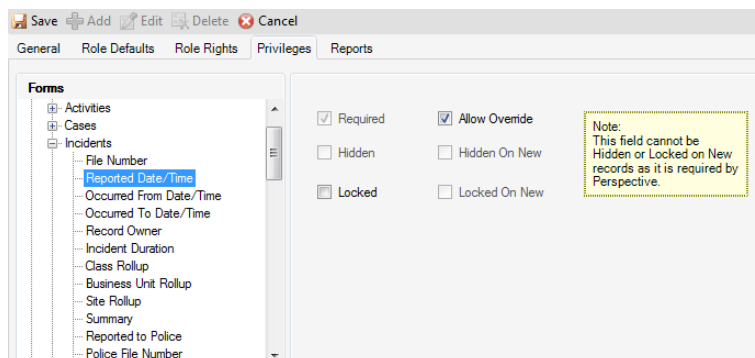 Save Add Edit Delete Cancel
General Role Defaults Role Rights Privileges Reports
Forms
Activities
Cases
Incidents
File Number
Reported Date/Time
Occurred From Date/Time
Occurred To Date/Time
Record Owner
Incident Duration
Class Rollup
Business Unit Rollup
Site Rollup
Summary
Reported to Police
Police File Number
Required Allow Override
Hidden Hidden On New
Locked Locked On New
Note:
This field cannot be
Hidden or Locked on New
records as it is required by
Perspective.